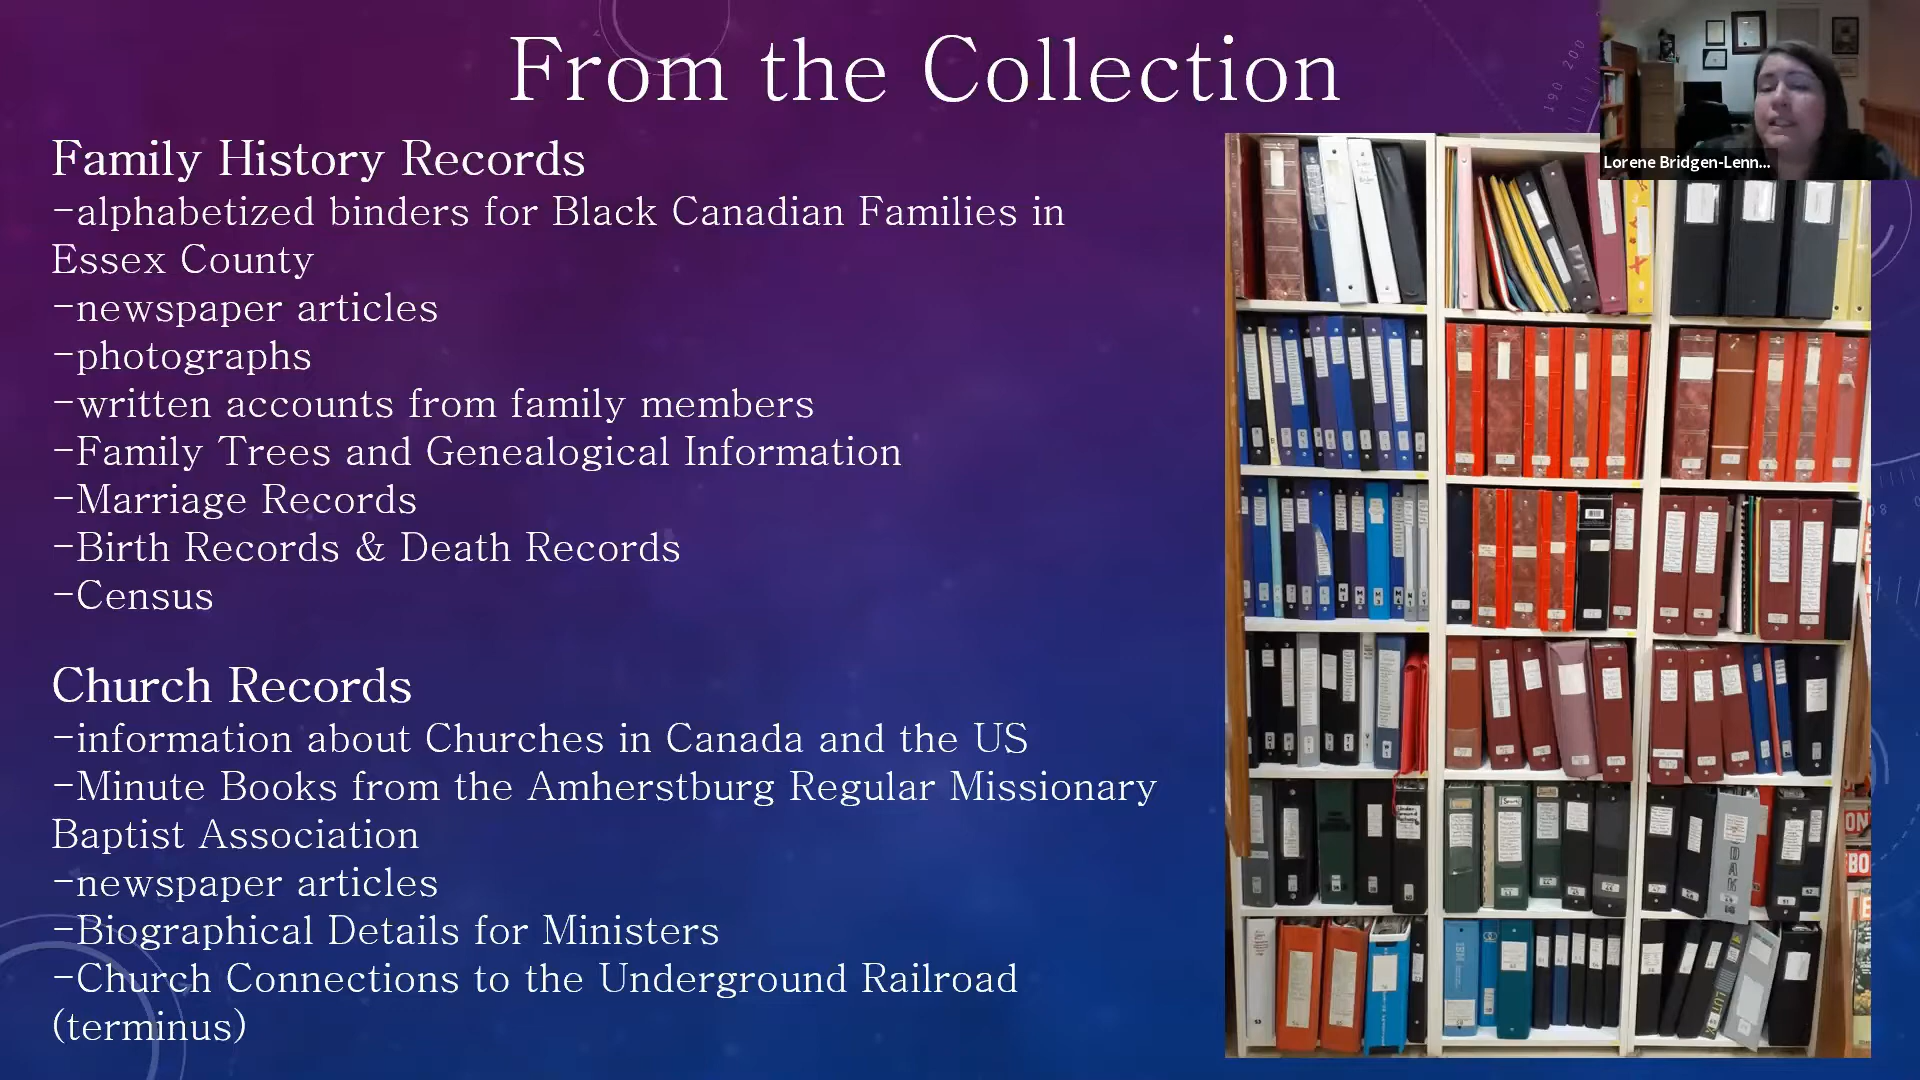 From the Collection
Family History Records
-alphabetized binders for Black Canadian Families in
Essex County
-newspaper articles
-photographs
-written accounts from family members
-Family Trees and Genealogical Information
-Marriage Records
-Birth Records & Death Records
-Census
Church Records
-information about Churches in Canada and the US
-Minute Books from the Amherstburg Regular Missionary
Baptist Association
-newspaper articles
-Biographical Details for Ministers
-Church Connections to the Underground Railroad
(terminus)
Lorene Bridgen-Lenn...
190 200
IBM